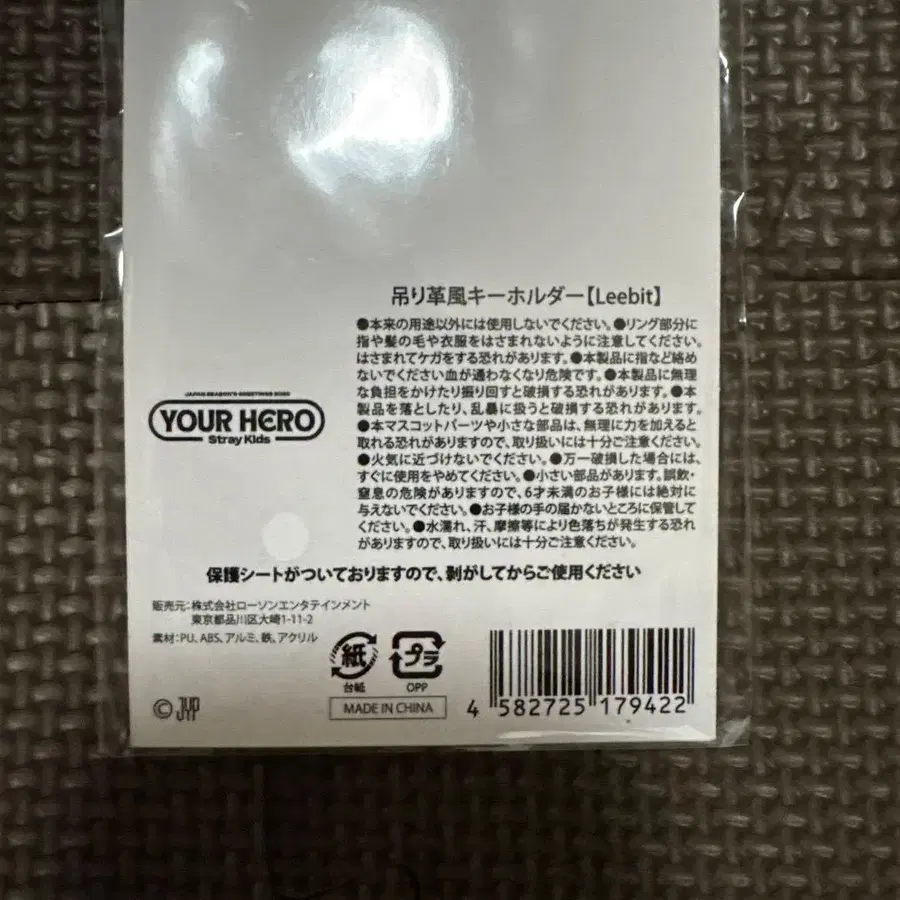 吊り革風キーホルダー【Leebit】
●本来の用途以外には使用しないでください。●リング部分に
指や髪の毛や衣服をはさまれないように注意してください。
はさまれてケガをする恐れがあります。●本製品に指など絡め
ないでください血が通わなくなり危険です。●本製品に無理
な負担をかけたり振り回すと破損する恐れがあります。●本
製品を落としたり、乱暴に扱うと破損する恐れがあります。
●本マスコットパーツや小さな部品は、無理に力を加えると
取れる恐れがありますので、取り扱いには十分ご注意ください。
●火気に近づけないでください。●万一破損した場合には、
すぐに使用をやめてください。●小さい部品があります。誤飲・
窒息の危険がありますので、6才未満のお子様には絶対に
与えないでください。●お子様の手の届かないところに保管して
ください。●水濡れ、汗、摩擦等により色落ちが発生する恐れ
がありますので、取り扱いには十分ご注意ください。
JAPAN SEASON'S GREETINGS
YOUR HERO
Stray Kids
保護シートがついておりますので、剥がしてからご使用ください
販売元:株式会社ローソンエンタテインメント
東京都品川区大崎1-11-2
素材:PU、ABS、アルミ、鉄、アクリル
紙
台紙
プラ
OPP
MADE IN CHINA
© JYP
4 582725 179422